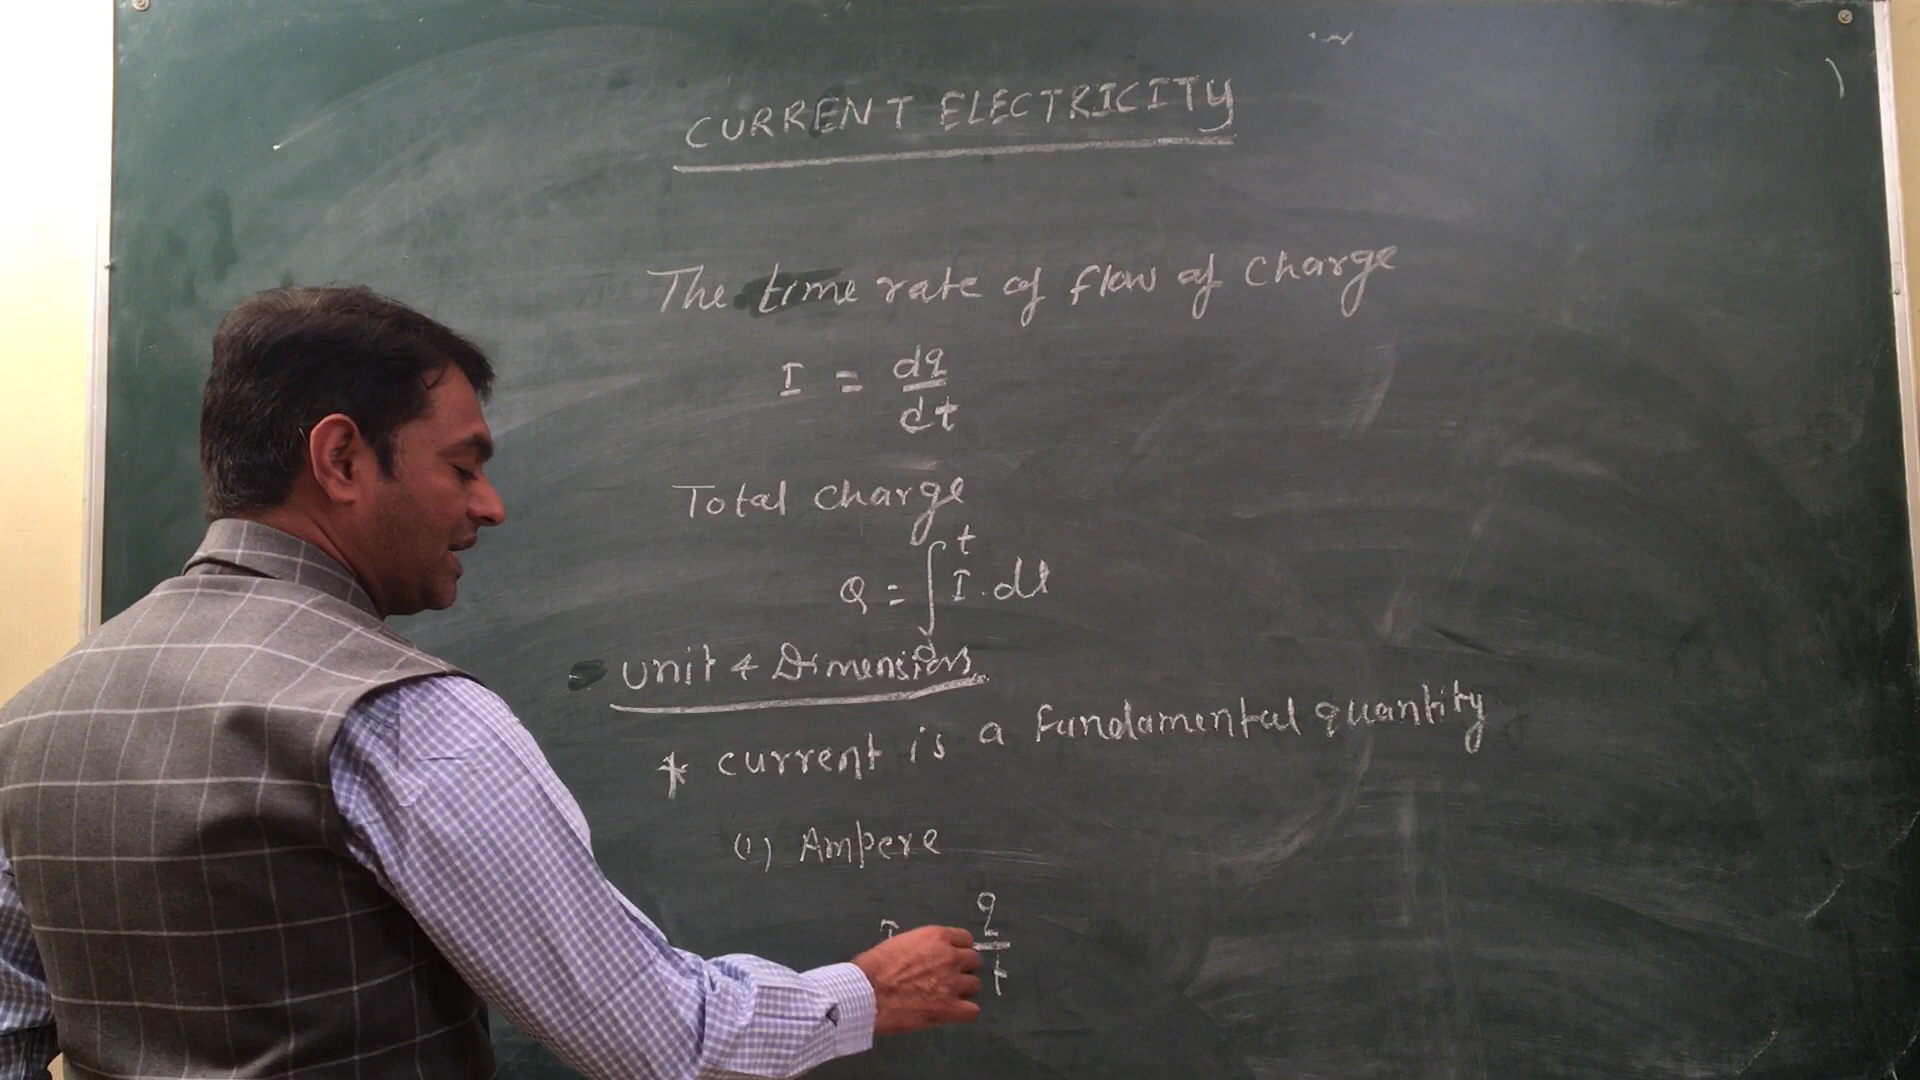 CURRENT ELECTRICITY
The time rate of flow of charge
I = dq/dt
Total charge
Q = ∫₀ᵗ I. dt
Unit & Dimensions
* current is a Fundamental quantity
(1) Ampere
I q/t